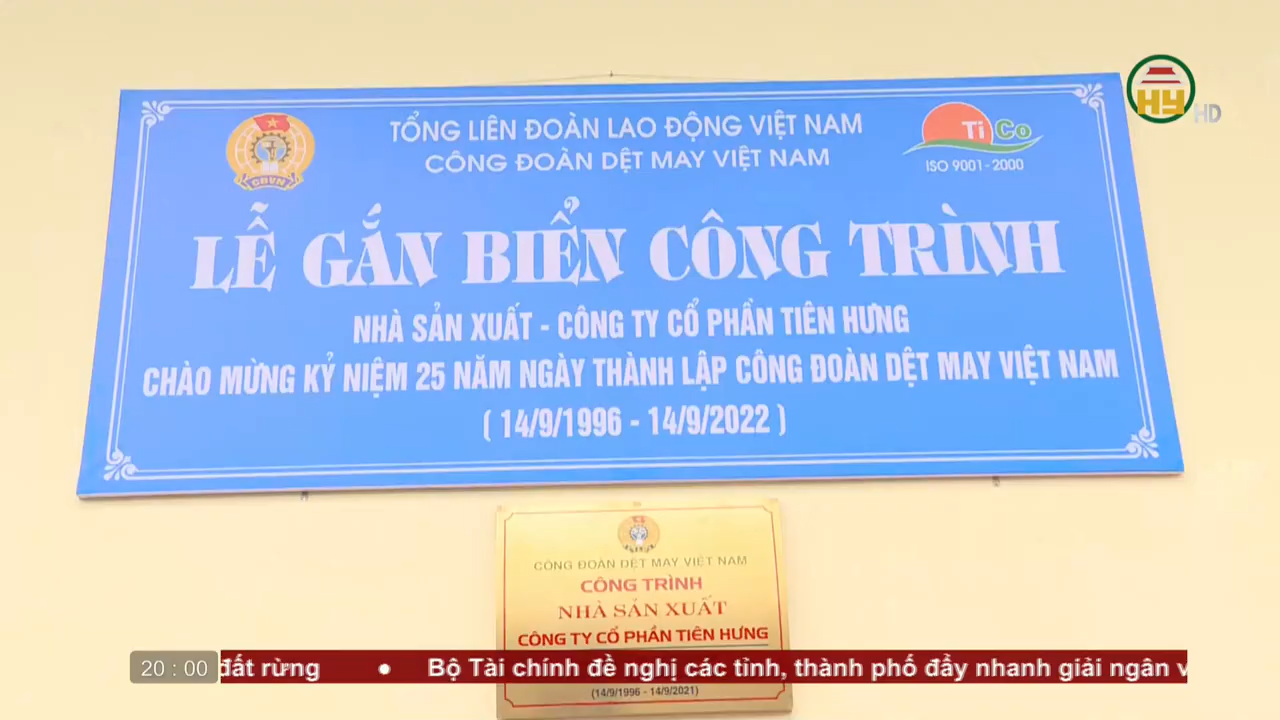 HY HD
TỔNG LIÊN ĐOÀN LAO ĐỘNG VIỆT NAM
CÔNG ĐOÀN DỆT MAY VIỆT NAM
CĐVN
Ti Co
ISO 9001 - 2000
LỄ GẮN BIỂN CÔNG TRÌNH
NHÀ SẢN XUẤT - CÔNG TY CỔ PHẦN TIÊN HƯNG
CHÀO MỪNG KỶ NIỆM 25 NĂM NGÀY THÀNH LẬP CÔNG ĐOÀN DỆT MAY VIỆT NAM
( 14/9/1996 - 14/9/2022 )
CÔNG ĐOÀN DỆT MAY VIỆT NAM
CÔNG TRÌNH
NHÀ SẢN XUẤT
CÔNG TY CỔ PHẦN TIÊN HƯNG
20 : 00 đất rừng • Bộ Tài chính đề nghị các tỉnh, thành phố đẩy nhanh giải ngân v
(14/9/1996 - 14/9/2021)